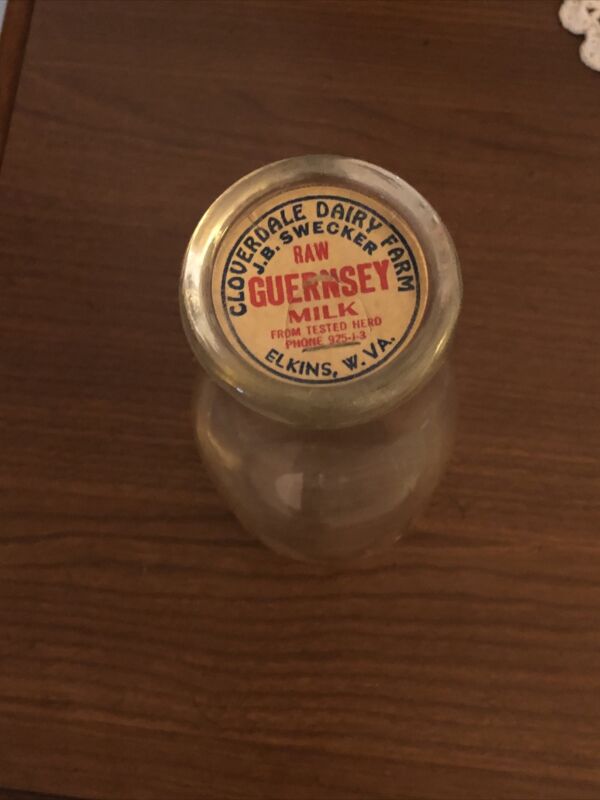 CLOVERDALE DAIRY FARM
J.B. SWECKER
RAW
GUERNSEY
MILK
FROM TESTED HERD
PHONE 925-J-3
ELKINS, W. VA.